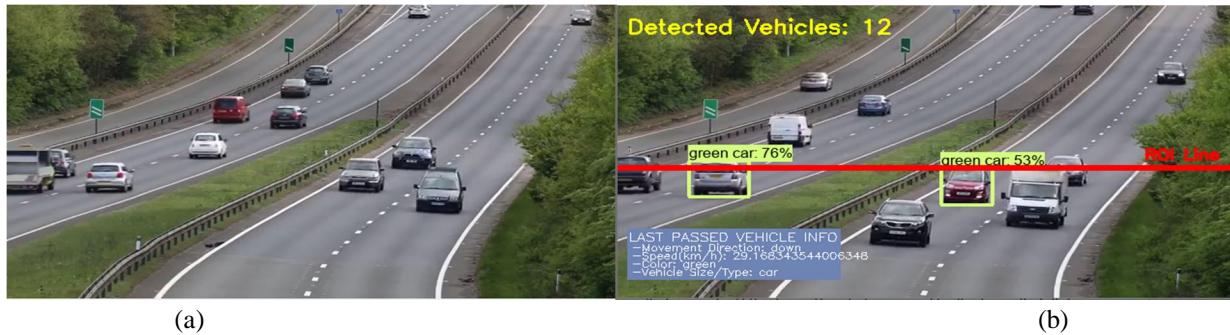 Detected Vehicles: 12
green car: 76%
green car: 53%
ROI Line
LAST PASSED VEHICLE INFO
-Movement Direction: down
-Speed(km/h): 29.168343544006348
-Color: green
-Vehicle Size/Type: car
(a)
(b)